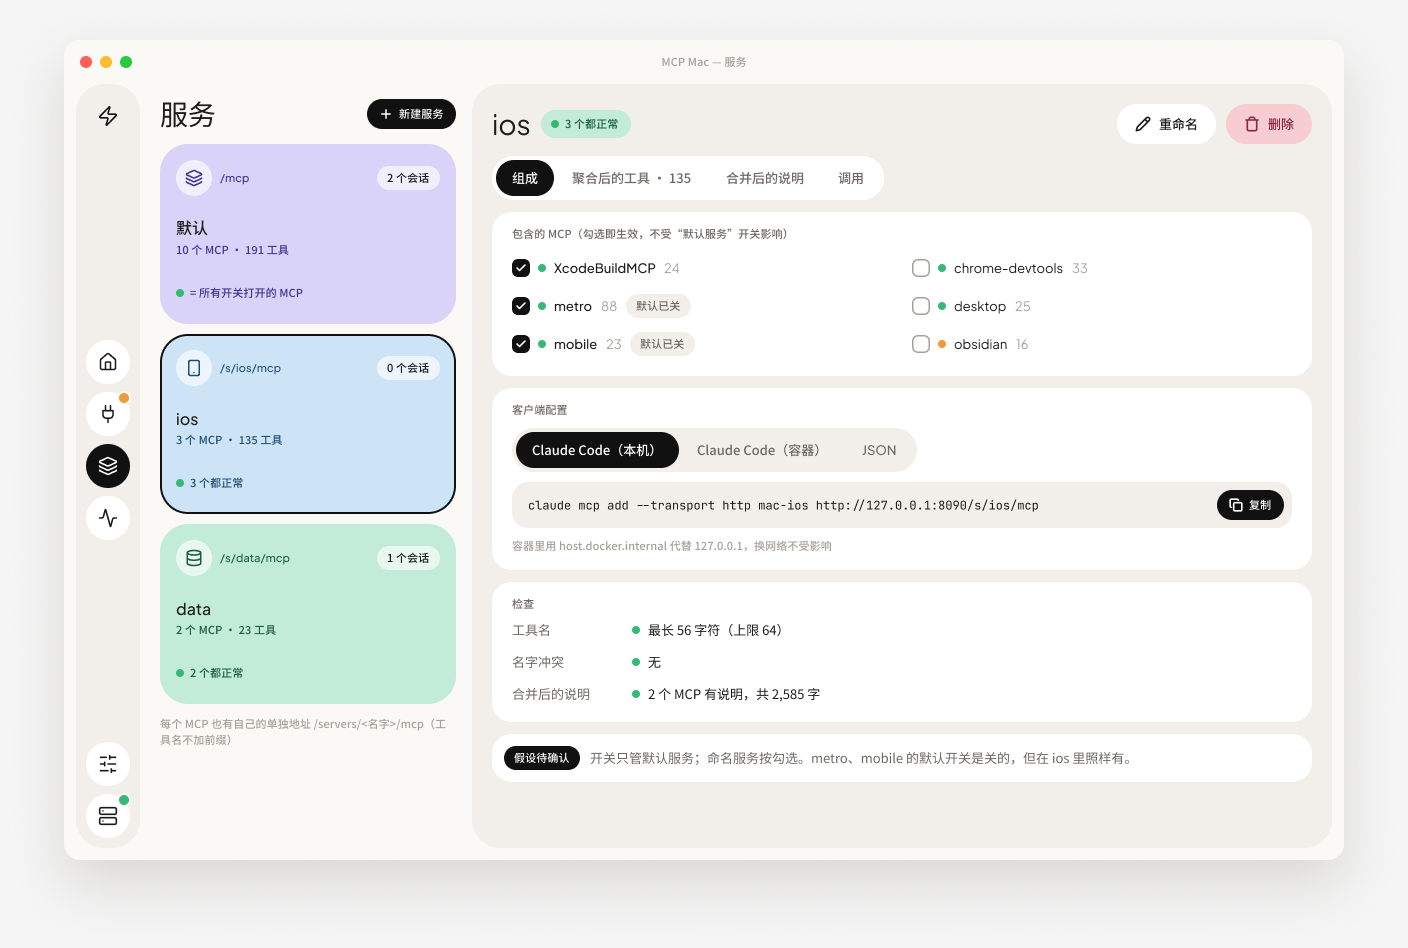 MCP Mac — 服务
服务
新建服务
/mcp
2 个会话
默认
10 个 MCP • 191 工具
= 所有开关打开的 MCP
/s/ios/mcp
0 个会话
ios
3 个 MCP • 135 工具
3 个都正常
/s/data/mcp
1 个会话
data
2 个 MCP • 23 工具
2 个都正常
每个 MCP 也有自己的单独地址 /servers/<名字>/mcp（工
具名不加前缀）
ios
3 个都正常
重命名
删除
组成
聚合后的工具 • 135
合并后的说明
调用
包含的 MCP（勾选即生效，不受“默认服务”开关影响）
XcodeBuildMCP 24
chrome-devtools 33
metro 88 默认已关
desktop 25
mobile 23 默认已关
obsidian 16
客户端配置
Claude Code（本机）
Claude Code（容器）
JSON
claude mcp add --transport http mac-ios http://127.0.0.1:8090/s/ios/mcp
复制
容器里用 host.docker.internal 代替 127.0.0.1，换网络不受影响
检查
工具名 最长 56 字符（上限 64）
名字冲突 无
合并后的说明 2 个 MCP 有说明，共 2,585 字
假设待确认 开关只管默认服务；命名服务按勾选。metro、mobile 的默认开关是关的，但在 ios 里照样有。